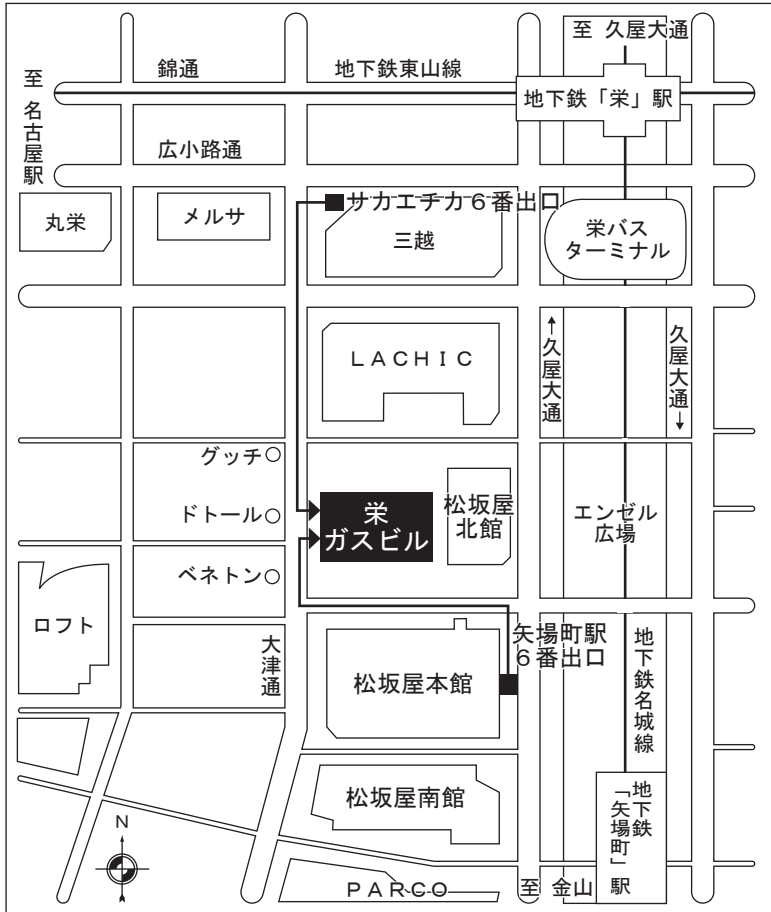 至 久屋大通
錦通
地下鉄東山線
至 名古屋駅
地下鉄「栄」駅
広小路通
サカエチカ６番出口
丸栄
メルサ
三越
栄バス
ターミナル
ＬＡＣＨＩＣ
←久屋大通
久屋大通→
グッチ
ドトール
ベネトン
栄
ガスビル
松坂屋
北館
エンゼル
広場
ロフト
大津通
松坂屋本館
矢場町駅
６番出口
地下鉄名城線
松坂屋南館
地下鉄
「矢場町」駅
N
ＰＡＲＣＯ
至 金山